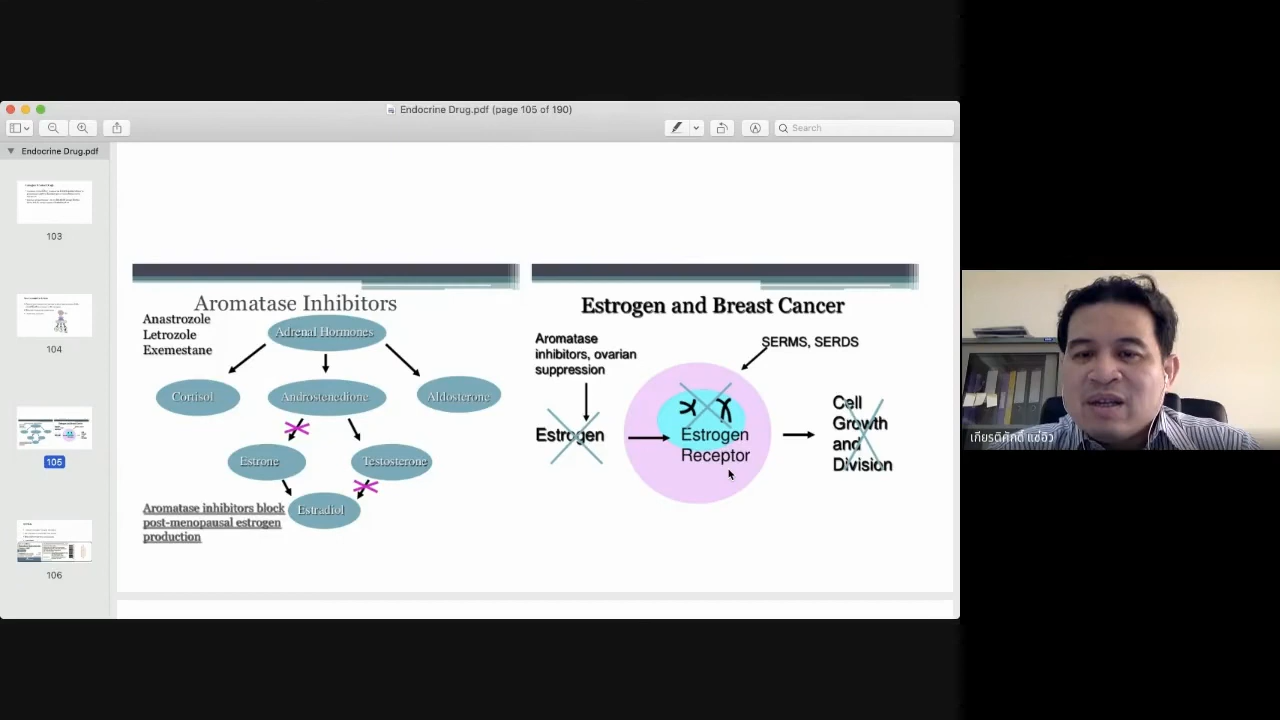 Endocrine Drug.pdf (page 105 of 190)
Search
Endocrine Drug.pdf
103
104
105
106
Aromatase Inhibitors
Anastrozole
Letrozole
Exemestane
Adrenal Hormones
Cortisol
Androstenedione
Aldosterone
Estrone
Testosterone
Estradiol
Aromatase inhibitors block
post-menopausal estrogen
production
Estrogen and Breast Cancer
Aromatase
inhibitors, ovarian
suppression
SERMS, SERDS
Estrogen
Estrogen
Receptor
Cell
Growth
and
Division
เกียรติศักดิ์ แซ่อิว